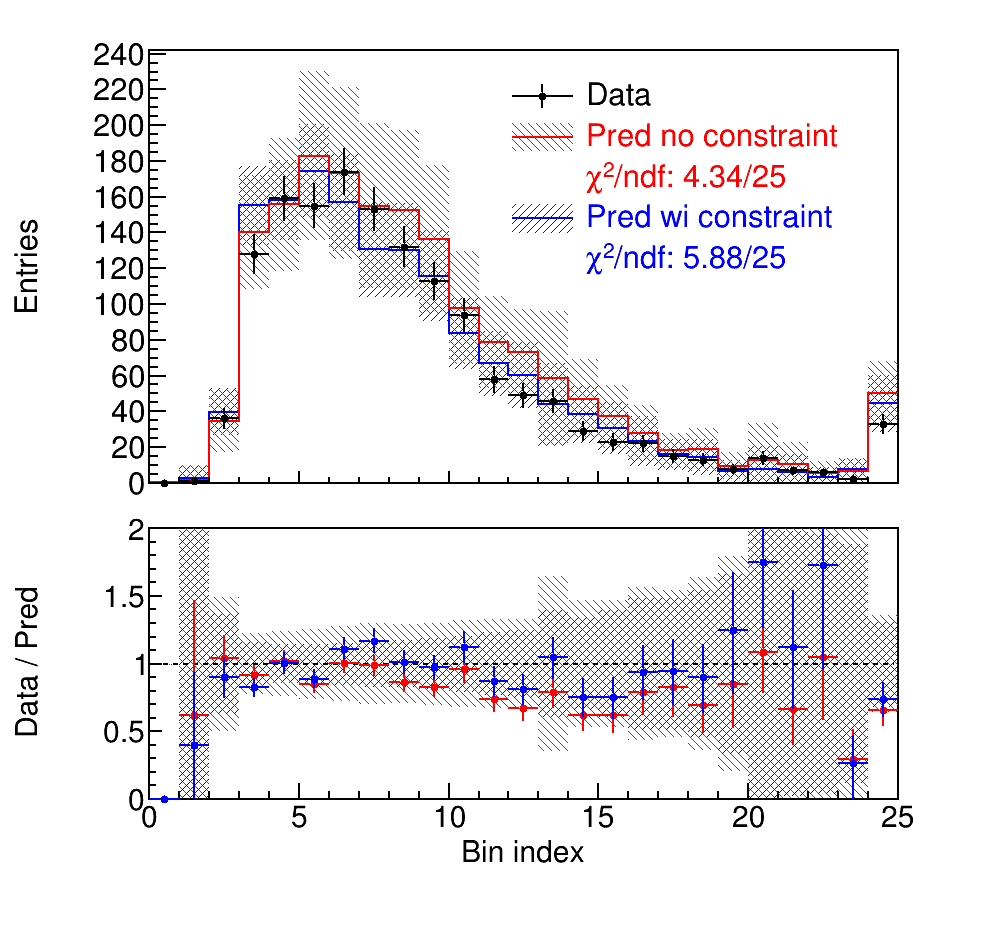 Entries
240
220
200
180
160
140
120
100
80
60
40
20
0
Data
Pred no constraint
χ²/ndf: 4.34/25
Pred wi constraint
χ²/ndf: 5.88/25
Data / Pred
2
1.5
1
0.5
0
0 5 10 15 20 25
Bin index